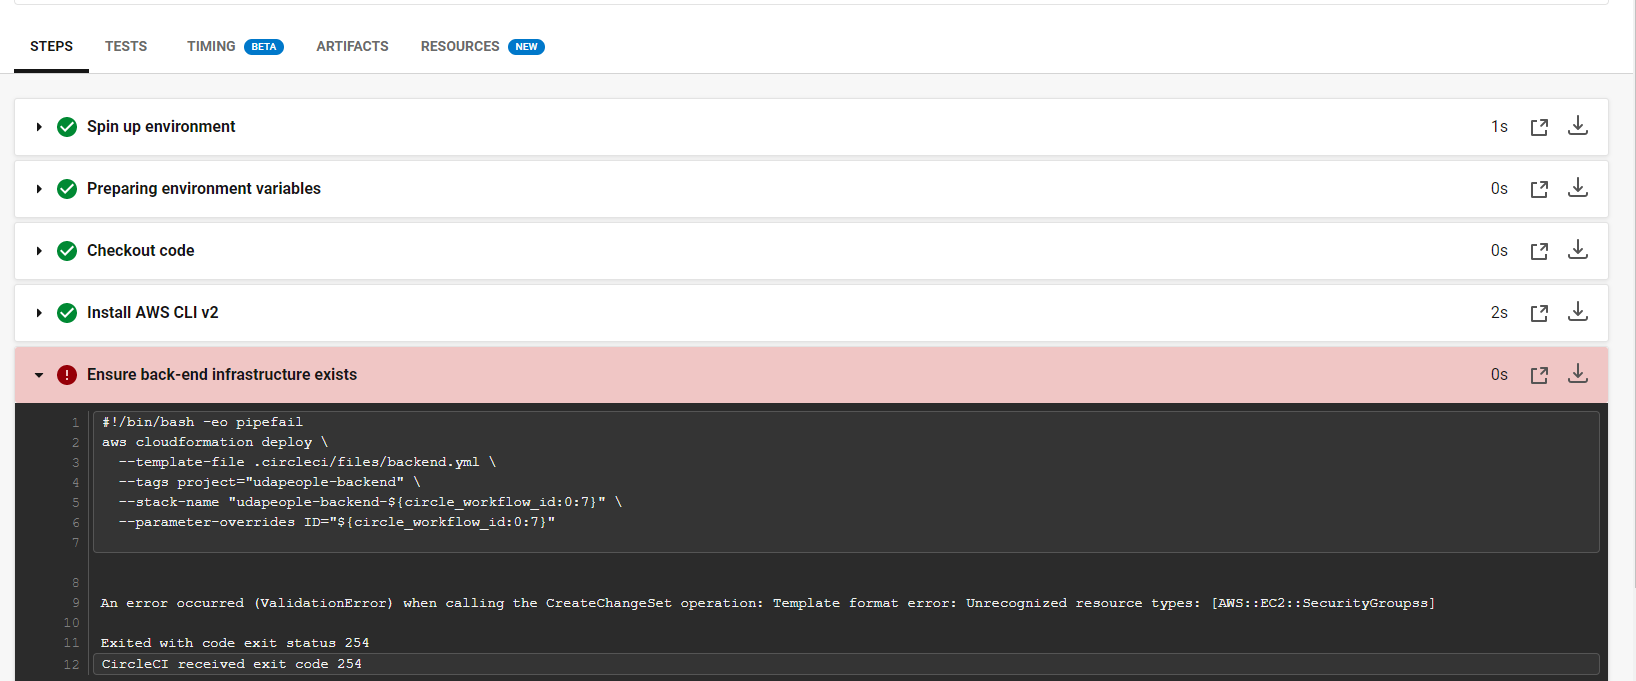 STEPS TESTS TIMING BETA ARTIFACTS RESOURCES NEW
Spin up environment 1s
Preparing environment variables 0s
Checkout code 0s
Install AWS CLI v2 2s
Ensure back-end infrastructure exists 0s
1 #!/bin/bash -eo pipefail
2 aws cloudformation deploy \
3 --template-file .circleci/files/backend.yml \
4 --tags project="udapeople-backend" \
5 --stack-name "udapeople-backend-${circle_workflow_id:0:7}" \
6 --parameter-overrides ID="${circle_workflow_id:0:7}"
7
8
9 An error occurred (ValidationError) when calling the CreateChangeSet operation: Template format error: Unrecognized resource types: [AWS::EC2::SecurityGroupss]
10
11 Exited with code exit status 254
12 CircleCI received exit code 254